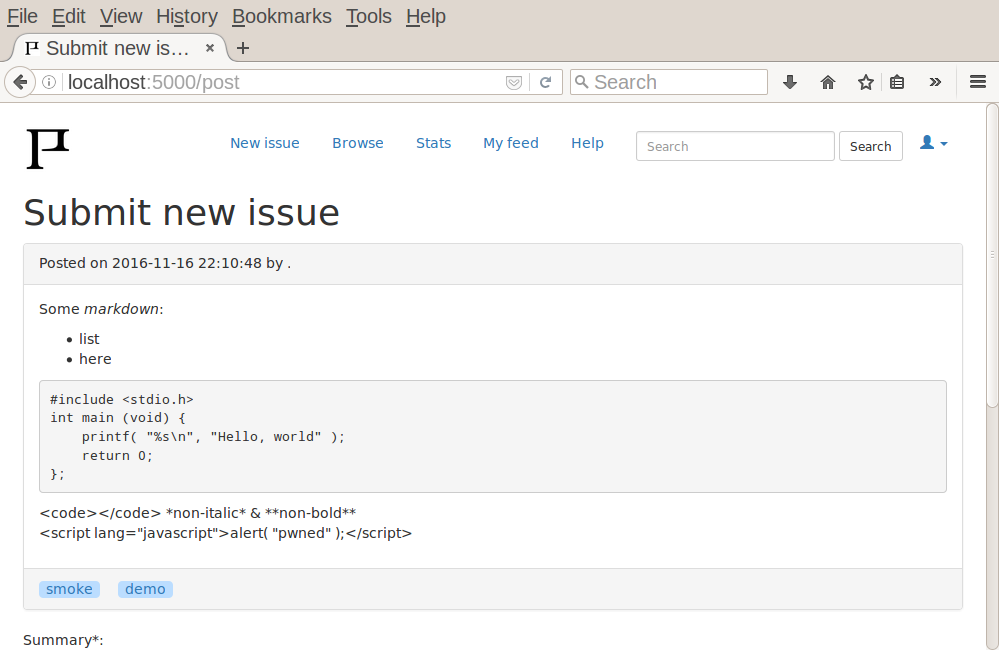 File Edit View History Bookmarks Tools Help
Submit new is... × +
localhost:5000/post Search
New issue Browse Stats My feed Help Search Search
Submit new issue
Posted on 2016-11-16 22:10:48 by .
Some markdown:
• list
• here
#include <stdio.h>
int main (void) {
    printf( "%s\n", "Hello, world" );
    return 0;
};
<code></code> *non-italic* & **non-bold**
<script lang="javascript">alert( "pwned" );</script>
smoke demo
Summary*: